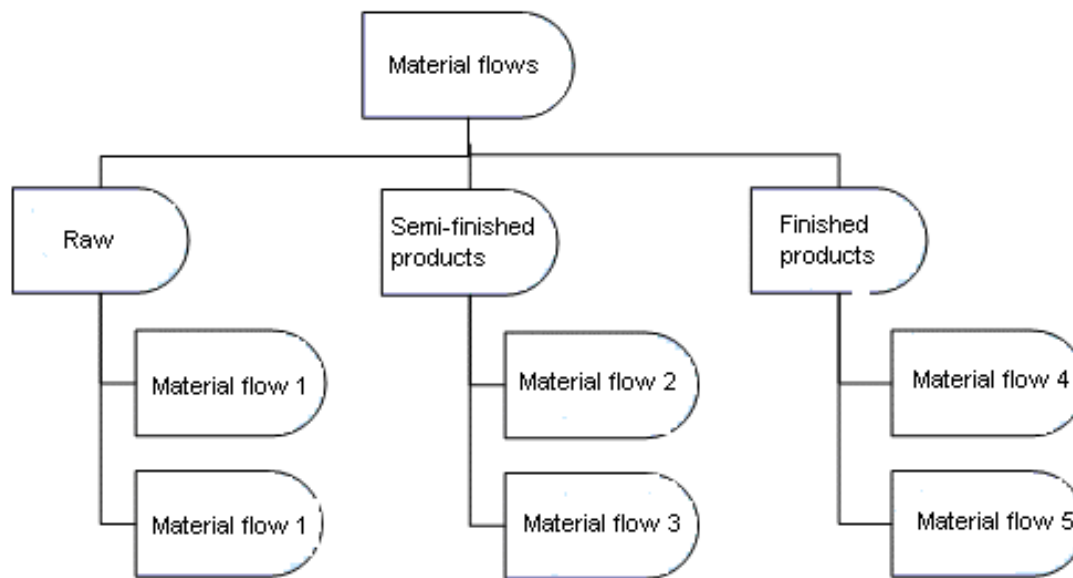 Material flows
Raw
Semi-finished
products
Finished
products
Material flow 1
Material flow 2
Material flow 4
Material flow 1
Material flow 3
Material flow 5